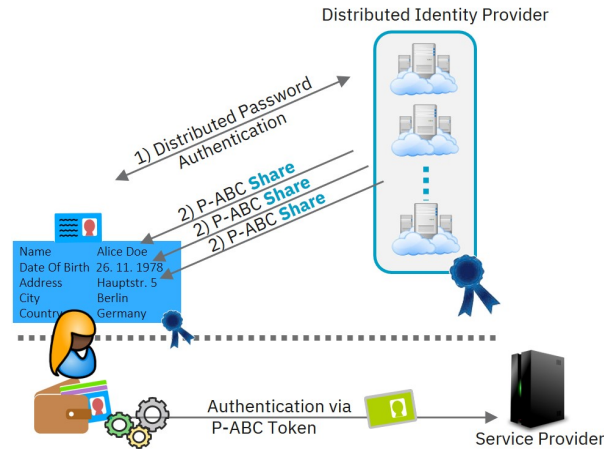 Distributed Identity Provider
1) Distributed Password
Authentication
2) P-ABC Share
2) P-ABC Share
2) P-ABC Share
Name Alice Doe
Date Of Birth 26. 11. 1978
Address Hauptstr. 5
City Berlin
Country Germany
Authentication via
P-ABC Token
Service Provider